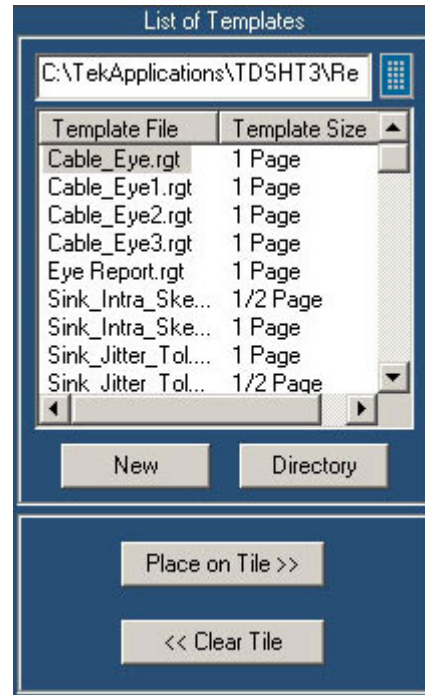 List of Templates
C:\TekApplications\TDSHT3\Re
Template File Template Size
Cable_Eye.rgt 1 Page
Cable_Eye1.rgt 1 Page
Cable_Eye2.rgt 1 Page
Cable_Eye3.rgt 1 Page
Eye Report.rgt 1 Page
Sink_Intra_Ske... 1/2 Page
Sink_Intra_Ske... 1 Page
Sink_Jitter_Tol.... 1 Page
Sink_Jitter_Tol... 1/2 Page
New Directory
Place on Tile >>
<< Clear Tile